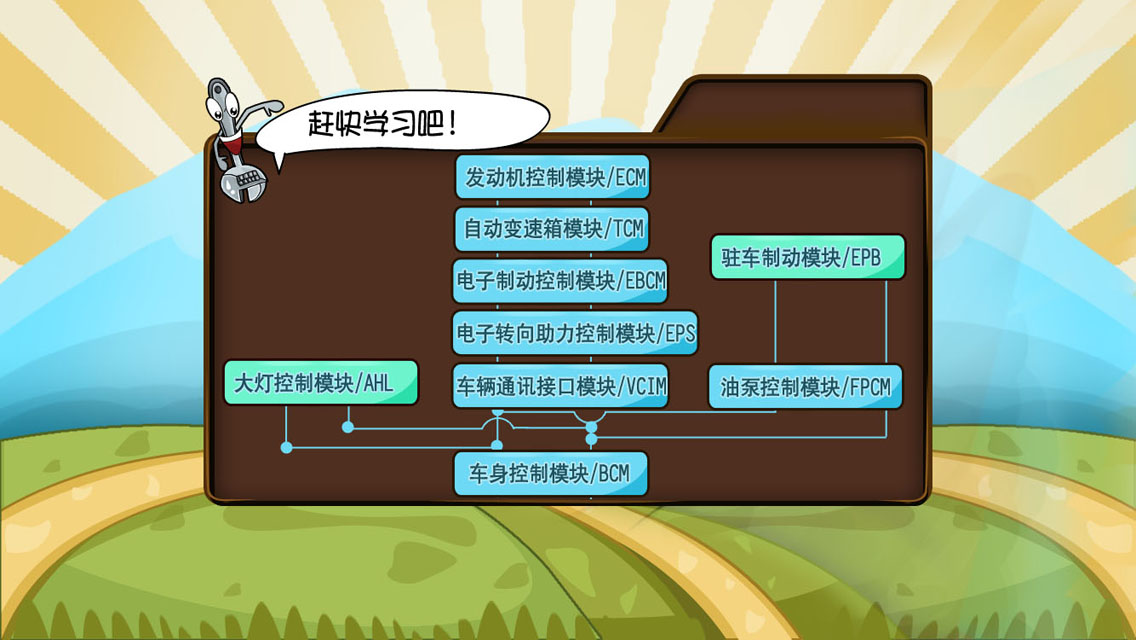 赶快学习吧！
发动机控制模块/ECM
自动变速箱模块/TCM
驻车制动模块/EPB
电子制动控制模块/EBCM
电子转向助力控制模块/EPS
大灯控制模块/AHL
车辆通讯接口模块/VCIM
油泵控制模块/FPCM
车身控制模块/BCM